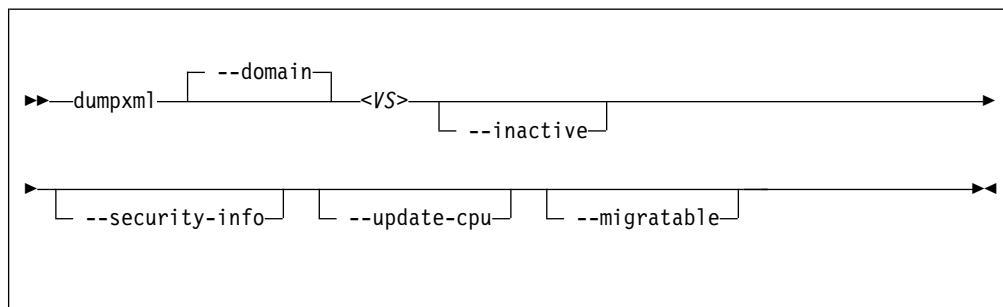 --domain
dumpxml <VS>
--inactive
--security-info --update-cpu --migratable